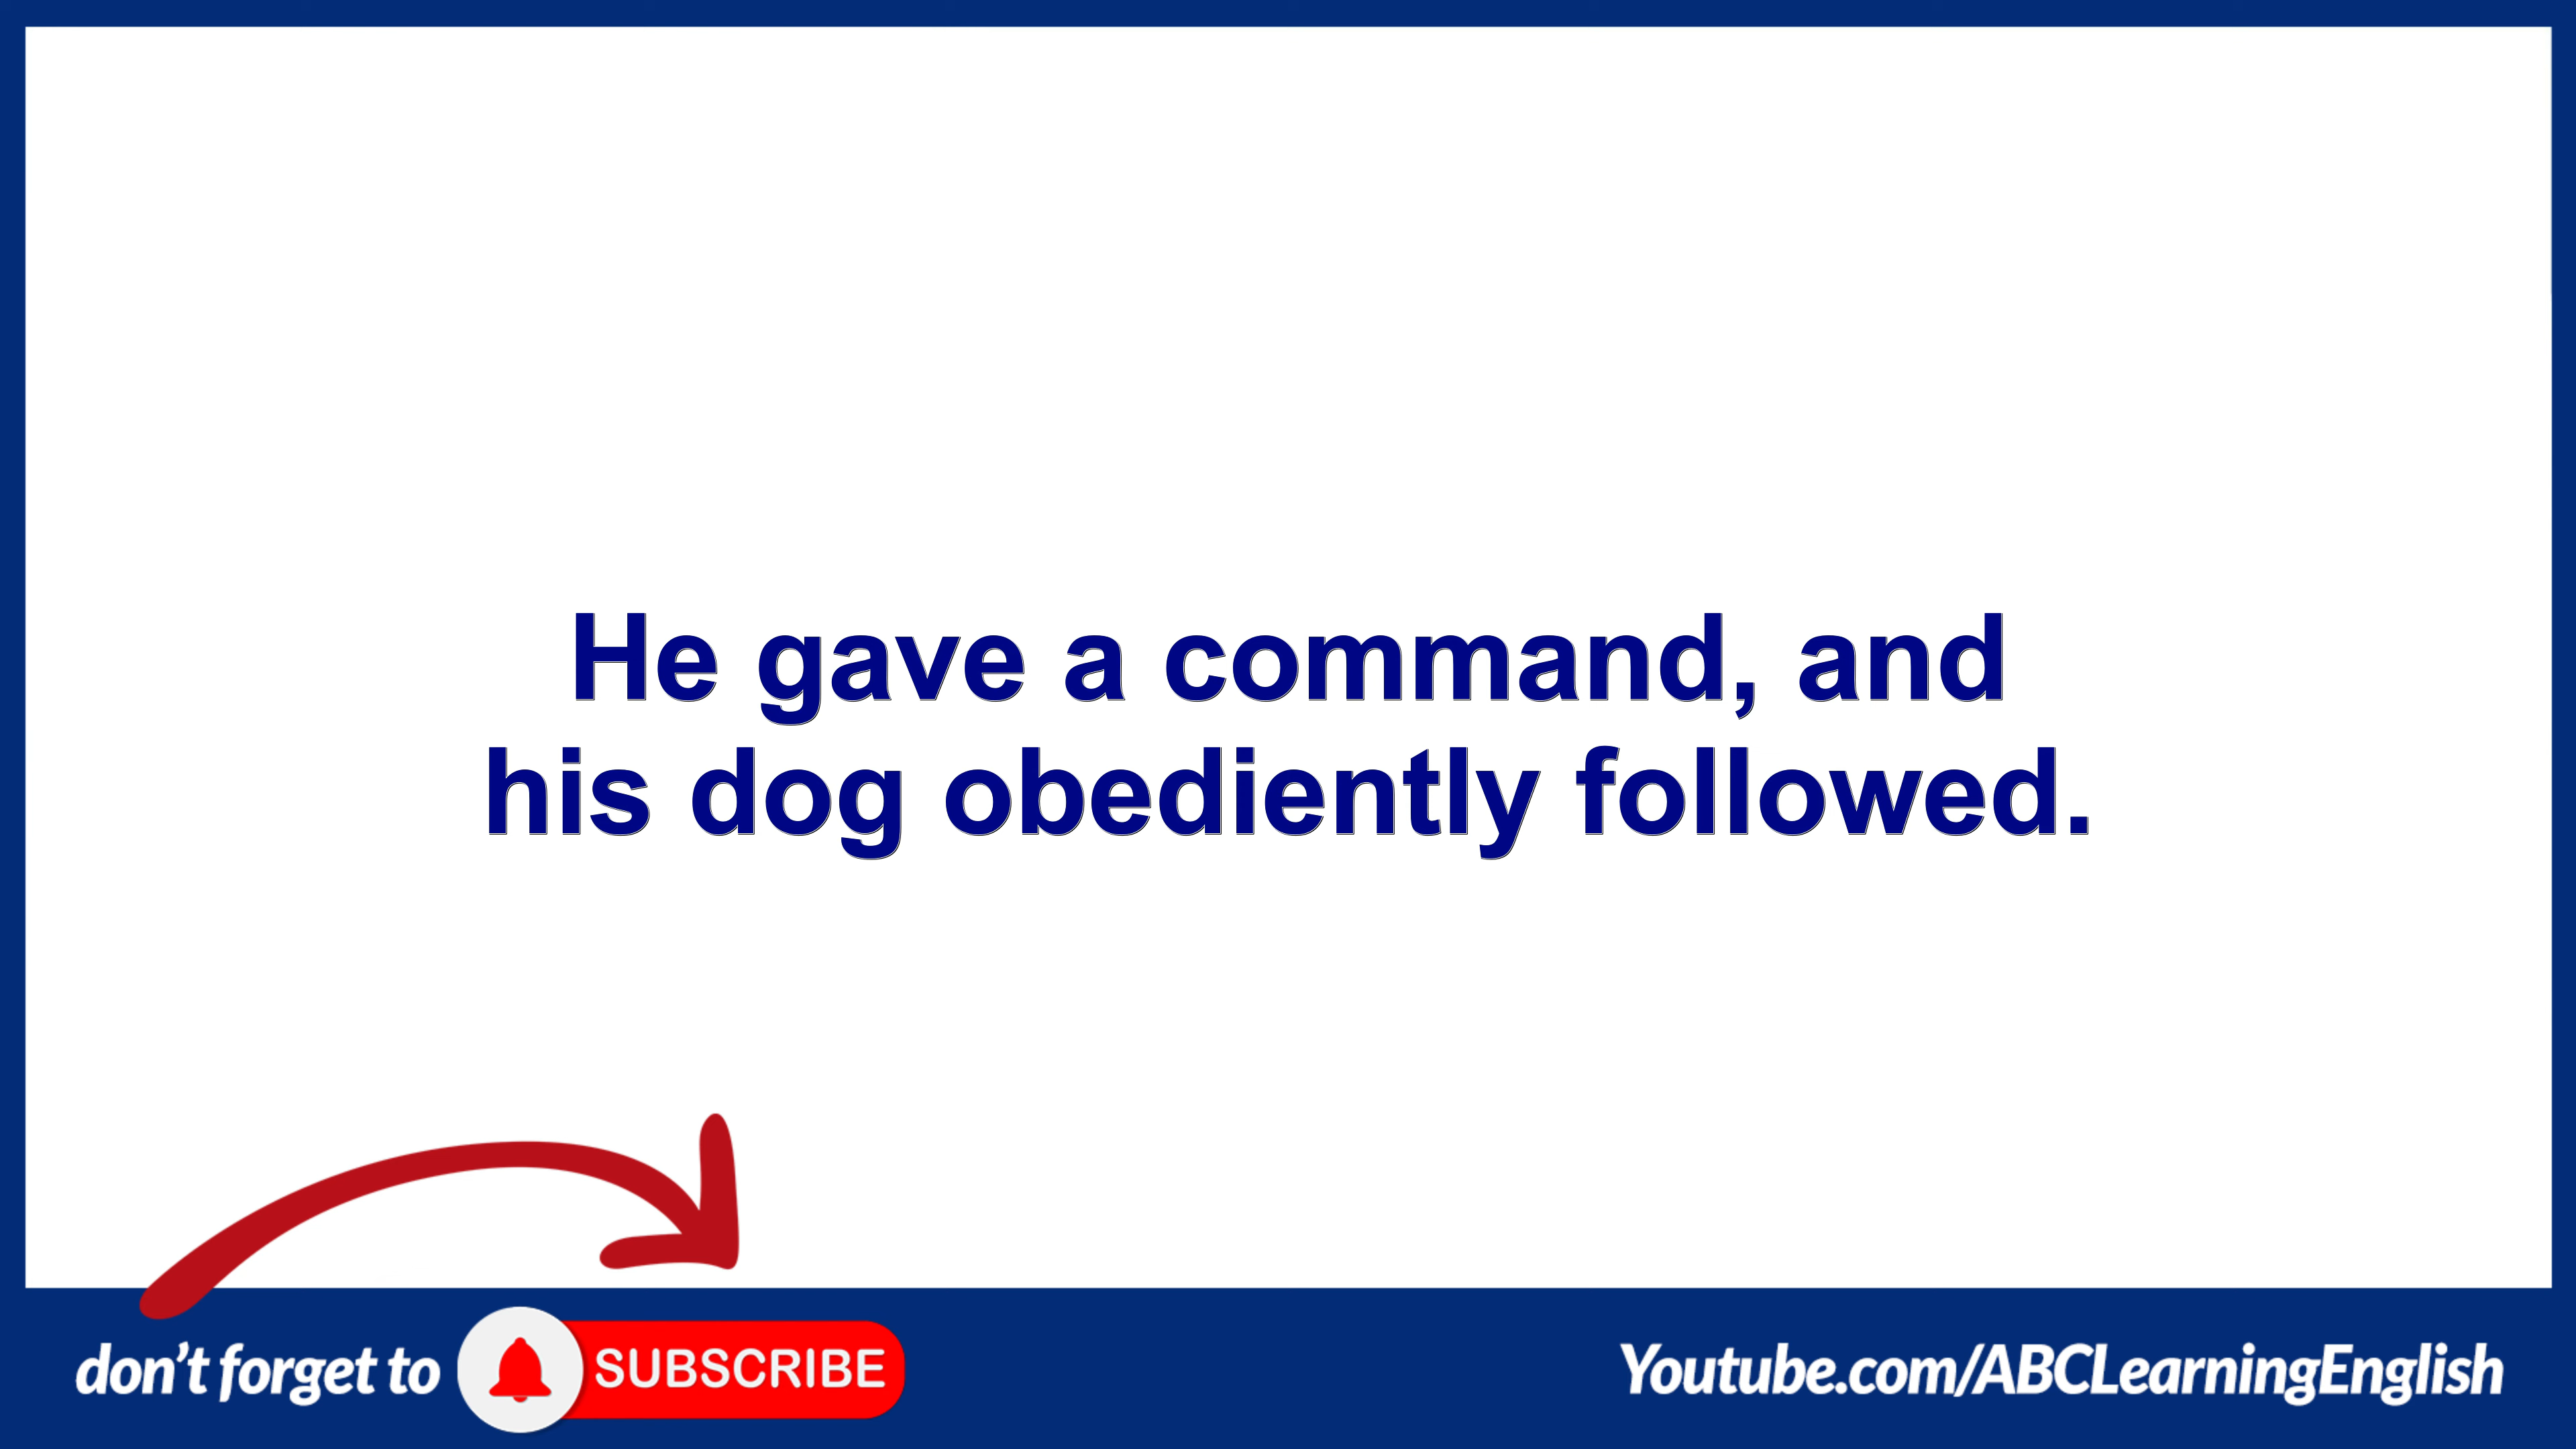 He gave a command, and
his dog obediently followed.
don't forget to SUBSCRIBE
Youtube.com/ABCLearningEnglish